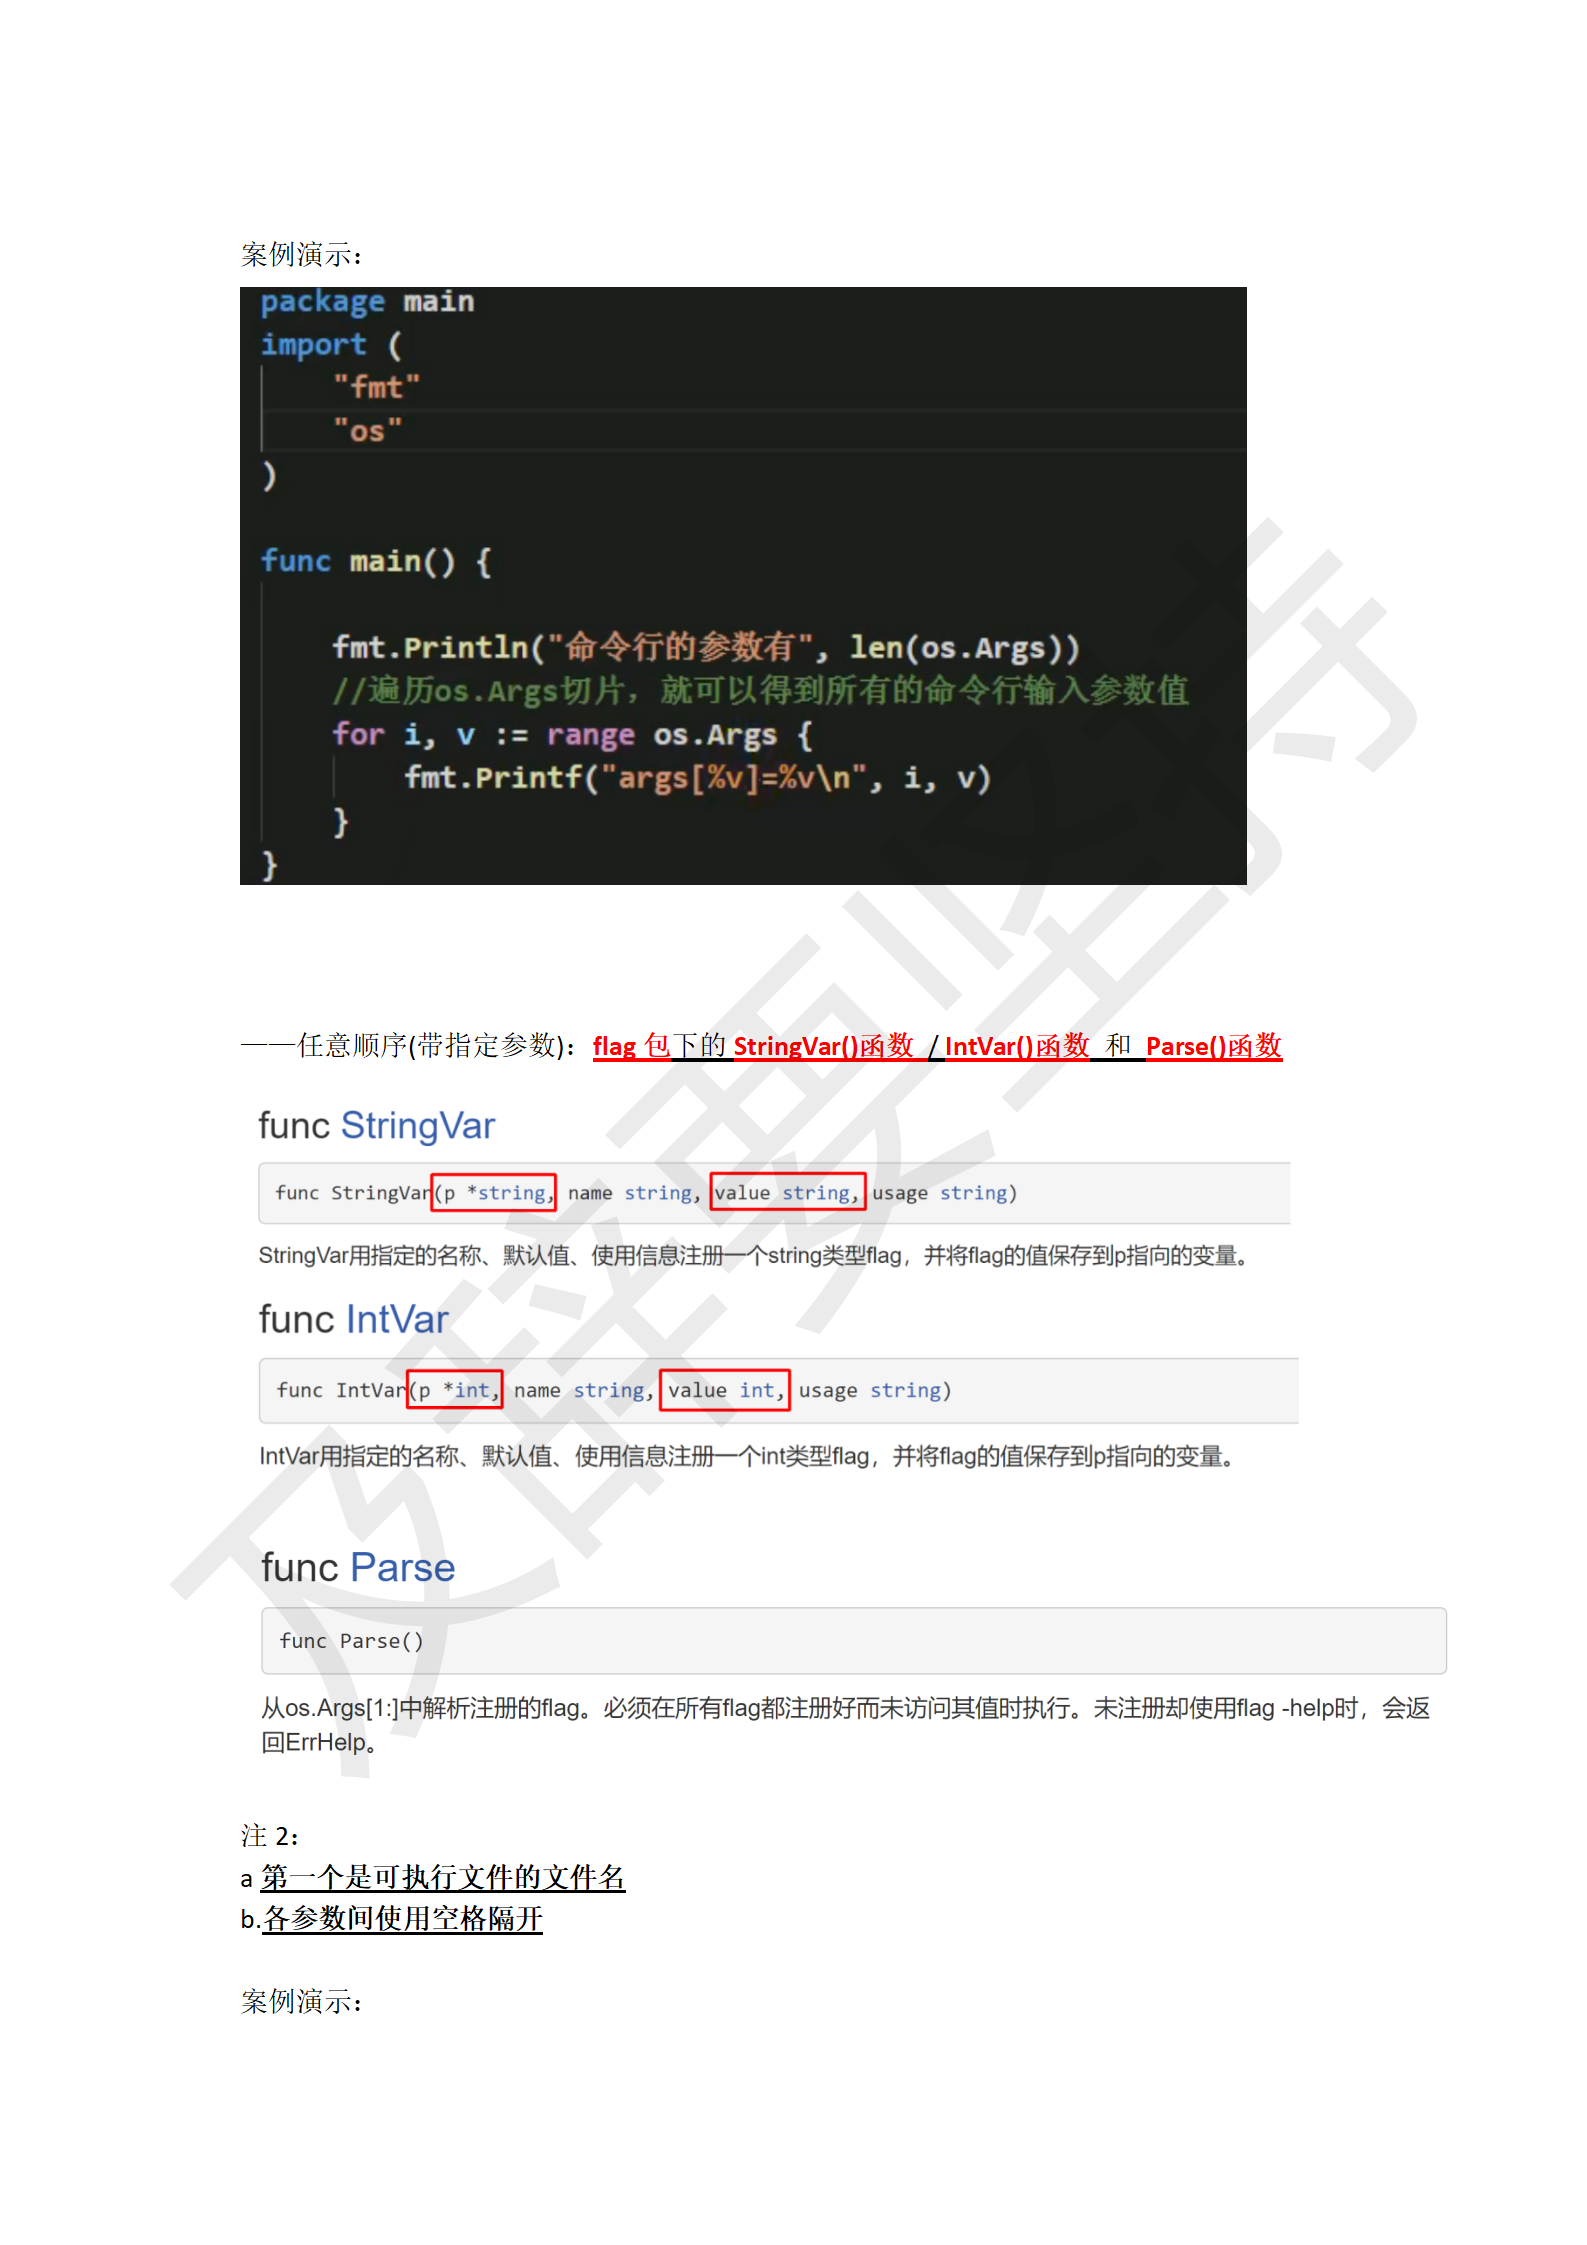 案例演示：
package main
import (
"fmt"
"os"
)
func main() {
fmt.Println("命令行的参数有", len(os.Args))
//遍历os.Args切片，就可以得到所有的命令行输入参数值
for i, v := range os.Args {
fmt.Printf("args[%v]=%v\n", i, v)
}
}
——任意顺序(带指定参数)：flag 包下的 StringVar()函数 / IntVar()函数 和 Parse()函数
func StringVar
func StringVar(p *string, name string, value string, usage string)
StringVar用指定的名称、默认值、使用信息注册一个string类型flag，并将flag的值保存到p指向的变量。
func IntVar
func IntVar(p *int, name string, value int, usage string)
IntVar用指定的名称、默认值、使用信息注册一个int类型flag，并将flag的值保存到p指向的变量。
func Parse
func Parse()
从os.Args[1:]中解析注册的flag。必须在所有flag都注册好而未访问其值时执行。未注册却使用flag -help时，会返
回ErrHelp。
注 2：
a 第一个是可执行文件的文件名
b.各参数间使用空格隔开
案例演示：
及辞要坚持